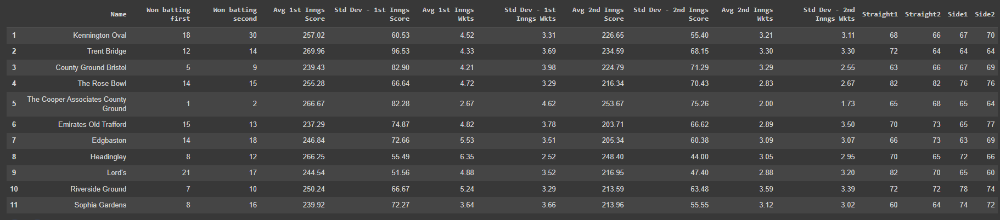 Name Won batting first Won batting second Avg 1st Inngs Score Std Dev - 1st Inngs Score Avg 1st Inngs Wkts Std Dev - 1st Inngs Wkts Avg 2nd Inngs Score Std Dev - 2nd Inngs Score Avg 2nd Inngs Wkts Std Dev - 2nd Inngs Wkts Straight1 Straight2 Side1 Side2
1 Kennington Oval 18 30 257.02 60.53 4.52 3.31 226.65 55.40 3.21 3.11 68 66 67 70
2 Trent Bridge 12 14 269.96 96.53 4.33 3.69 234.59 68.15 3.30 3.30 72 64 64 64
3 County Ground Bristol 5 9 239.43 82.90 4.21 3.98 224.79 71.29 3.29 2.55 63 66 67 69
4 The Rose Bowl 14 15 255.28 66.64 4.72 3.29 216.34 70.43 2.83 2.67 82 82 76 76
5 The Cooper Associates County Ground 1 2 266.67 82.28 2.67 4.62 253.67 75.26 2.00 1.73 65 68 65 64
6 Emirates Old Trafford 15 13 237.29 74.87 4.82 3.78 203.71 66.62 2.89 3.50 70 73 65 77
7 Edgbaston 14 18 246.84 72.66 5.53 3.51 205.34 60.38 3.09 3.07 66 73 63 69
8 Headingley 8 12 266.25 55.49 6.35 2.52 248.40 44.00 3.05 2.95 70 65 72 66
9 Lord's 21 17 244.54 51.56 4.88 3.52 216.95 47.40 2.88 3.20 82 70 65 60
10 Riverside Ground 7 10 250.24 66.67 5.24 3.29 213.59 63.48 3.59 3.39 72 72 78 74
11 Sophia Gardens 8 16 239.92 72.27 3.64 3.66 213.96 55.55 3.12 3.02 60 64 74 72